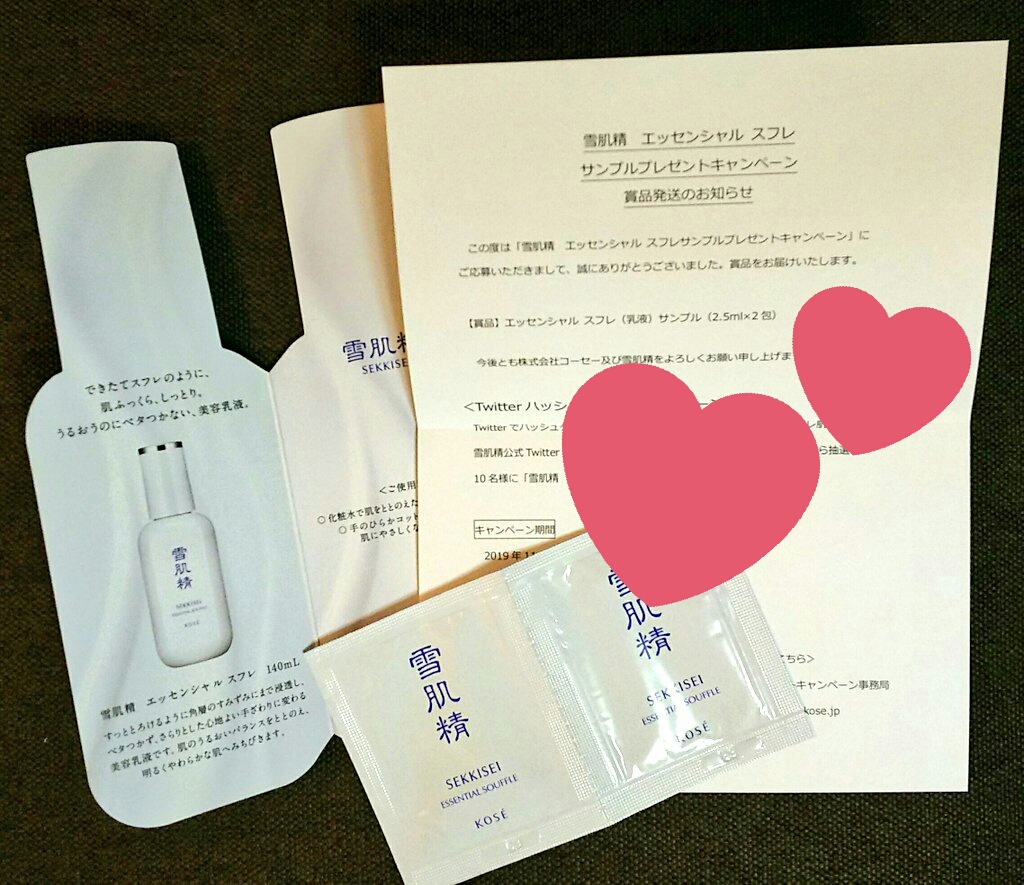 雪肌精 エッセンシャル スフレ
サンプルプレゼントキャンペーン
賞品発送のお知らせ
この度は「雪肌精 エッセンシャル スフレサンプルプレゼントキャンペーン」に
ご応募いただきまして、誠にありがとうございました。賞品をお届けいたします。
【賞品】エッセンシャル スフレ（乳液）サンプル（2.5ml×2包）
今後とも株式会社コーセー及び雪肌精をよろしくお願い申し上げま
<Twitter ハッシ
Twitter でハッシュ
雪肌精公式 Twitter
ら抽選
10 名様に「雪肌精
キャンペーン期間
2019 年 11
ちら>
キャンペーン事務局
kose.jp
雪肌精
SEKKISE
<ご使用
○化粧水で肌をととのえた
○手のひらかコット
肌にやさしくな
できたてスフレのように、
肌ふっくら、しっとり。
うるおうのにベタつかない、美容乳液。
雪肌精
SEKKISEI
ESSENTIAL SOUFFLE
KOSÉ
雪肌精 エッセンシャル スフレ 140mL
すっととろけるように角層のすみずみにまで浸透し、
ベタつかず、さらりとした心地よい手ざわりに変わる
美容乳液です。肌のうるおいバランスをととのえ、
明るくやわらかな肌へみちびきます。
雪肌精
SEKKISEI
ESSENTIAL SOUFFLE
KOSÉ
雪肌精
SEKKISEI
ESSENTIAL SOUFFLE
KOSÉ